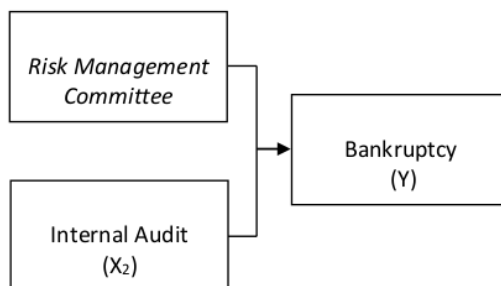 Risk Management
Committee
Bankruptcy
(Y)
Internal Audit
(X₂)